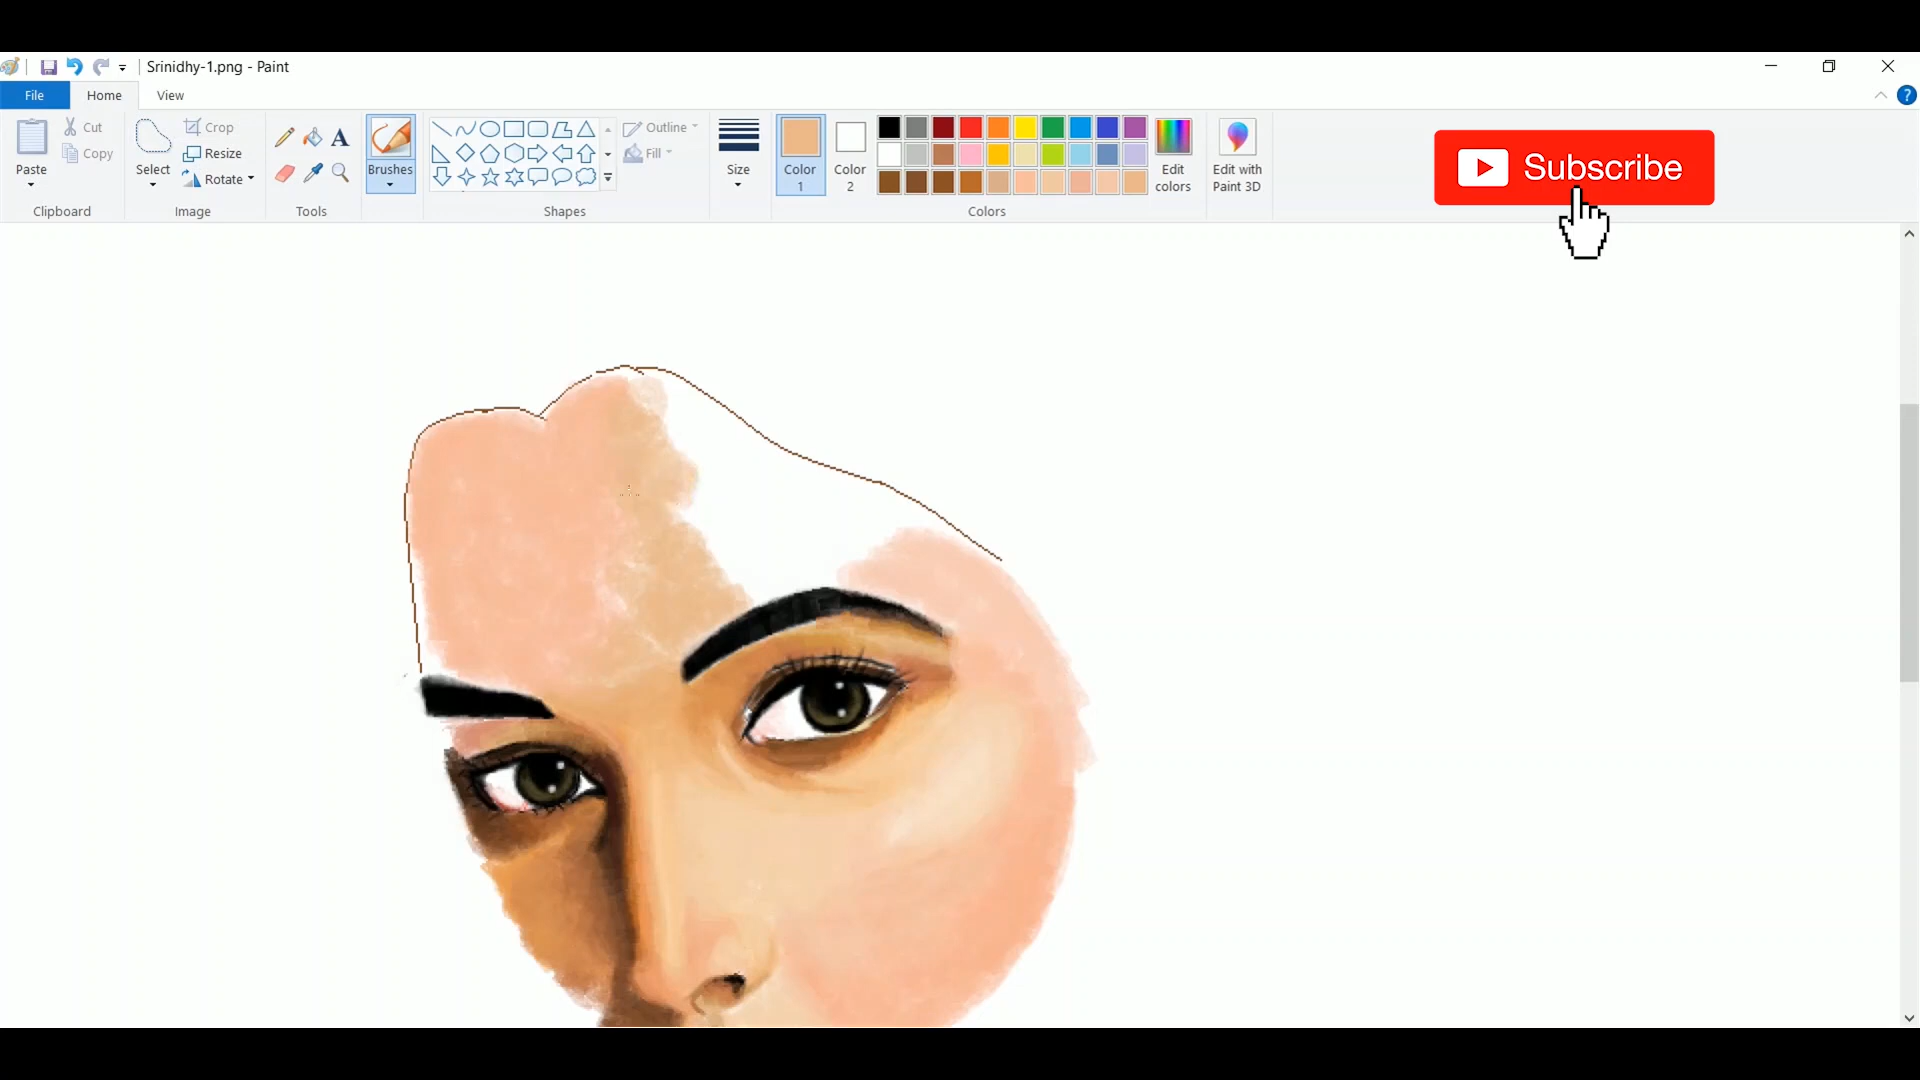 Srinidhy-1.png - Paint
File Home View
Paste
Cut
Copy
Clipboard
Select
Crop
Resize
Rotate
Image
A
Tools
Brushes
Outline
Fill
Shapes
Size
Color
1
Color
2
Edit
colors
Colors
Edit with
Paint 3D
?
Subscribe